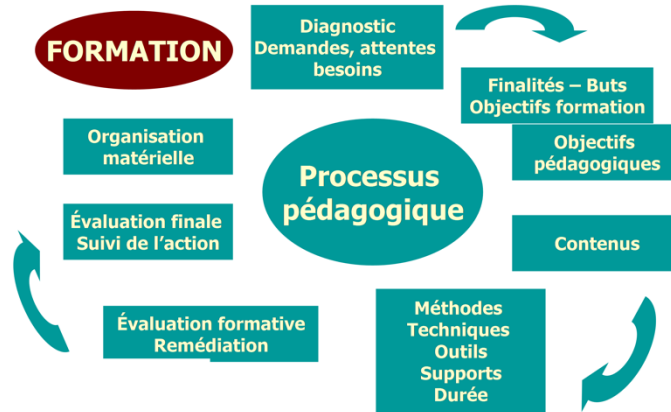 FORMATION
Diagnostic
Demandes, attentes
besoins
Finalités – Buts
Objectifs formation
Objectifs
pédagogiques
Contenus
Méthodes
Techniques
Outils
Supports
Durée
Évaluation formative
Remédiation
Évaluation finale
Suivi de l’action
Organisation
matérielle
Processus
pédagogique